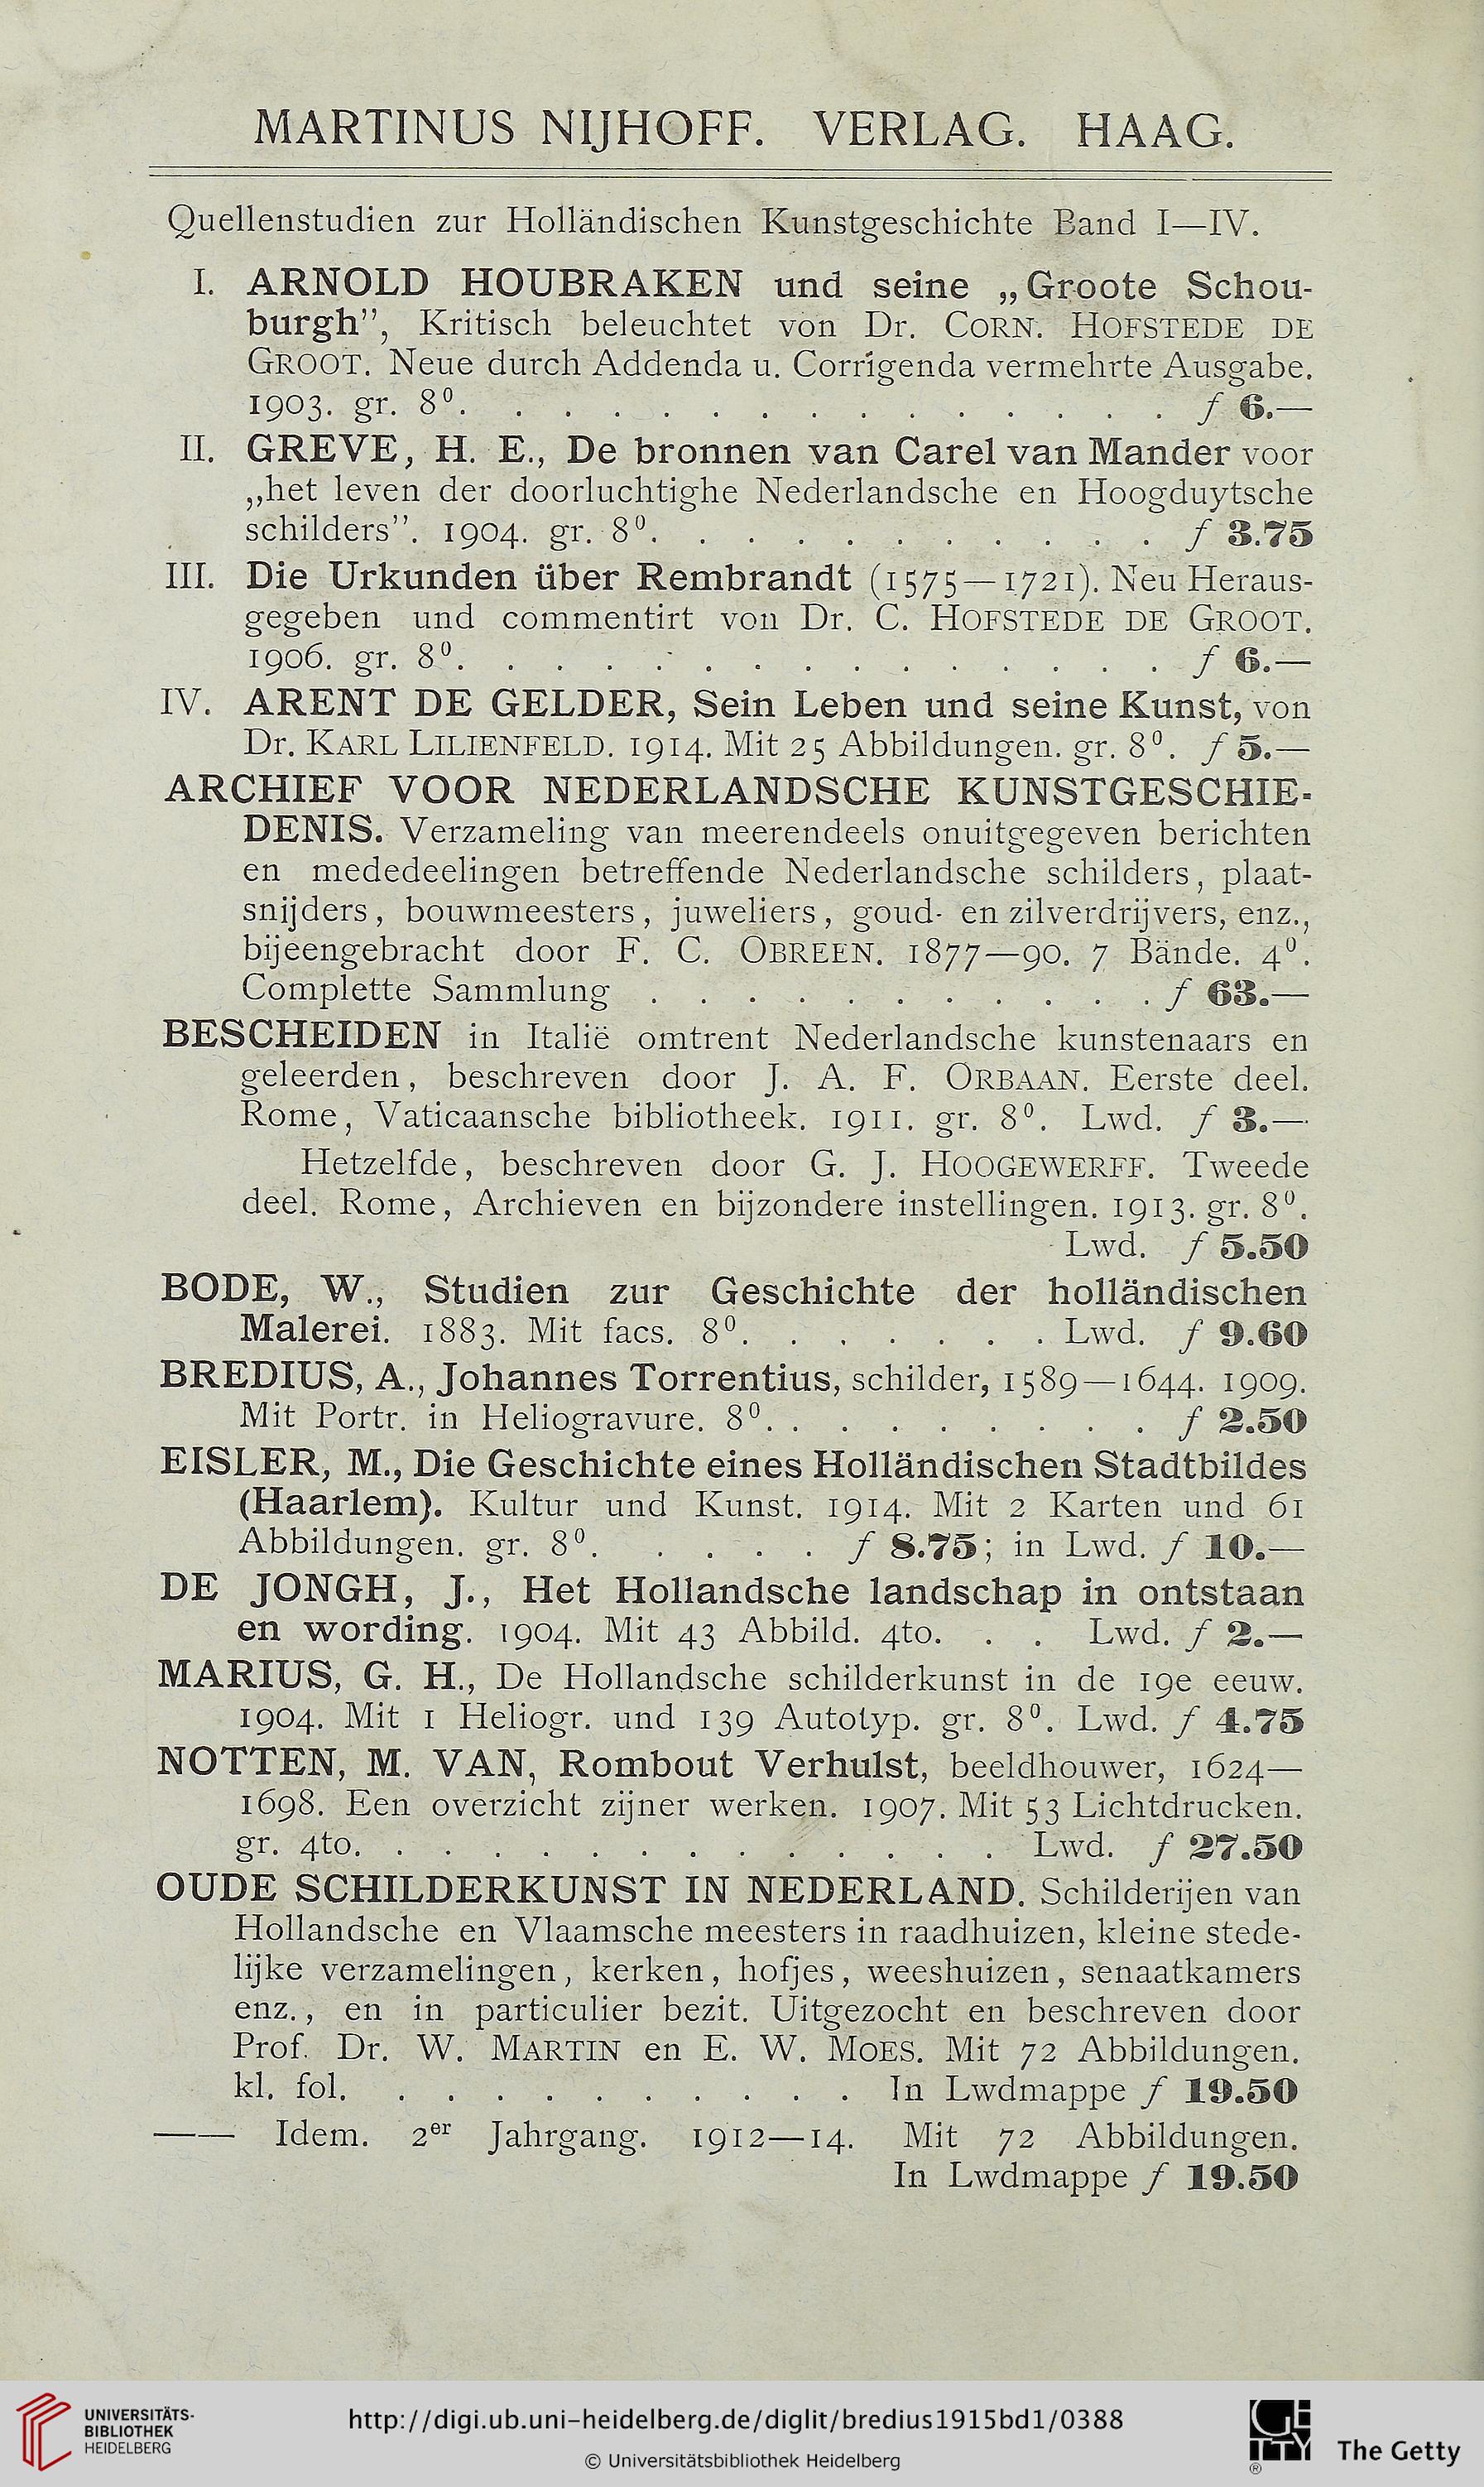 MARTINUS NIJHOFF. VERLAG. HAAG.
Quellenstudien zur Holländischen Kunstgeschichte Band I—IV.
I. ARNOLD HOUBRAKEN und seine „Groote Schou-
burgh”, Kritisch beleuchtet von Dr. CORN. HOFSTEDE DE
GROOT. Neue durch Addenda u. Corrigenda vermehrte Ausgabe.
1903. gr. 8⁰. . . . . . . . . . . . . . . . f 6.—
II. GREVE, H. E., De bronnen van Carel van Mander voor
„het leven der doorluchtighe Nederlandsche en Hoogduytsche
schilders”. 1904. gr. 8⁰. . . . . . . . . . . f 3.75
III. Die Urkunden über Rembrandt (1575—1721). Neu Heraus-
gegeben und commentirt von Dr. C. HOFSTEDE DE GROOT.
1906. gr. 8⁰. . . . . . . . . . . . . . . . f 6.—
IV. ARENT DE GELDER, Sein Leben und seine Kunst, von
Dr. KARL LILIENFELD. 1914. Mit 25 Abbildungen. gr. 8⁰. f 5.—
ARCHIEF VOOR NEDERLANDSCHE KUNSTGESCHIE-
DENIS. Verzameling van meerendeels onuitgegeven berichten
en mededeelingen betreffende Nederlandsche schilders, plaat-
snijders, bouwmeesters, juweliers, goud- en zilverdrijvers, enz.,
bijeengebracht door F. C. OBREEN. 1877—90. 7 Bände. 4⁰.
Complette Sammlung . . . . . . . . . . . f 63.—
BESCHEIDEN in Italië omtrent Nederlandsche kunstenaars en
geleerden, beschreven door J. A. F. ORBAAN. Eerste deel.
Rome, Vaticaansche bibliotheek. 1911. gr. 8⁰. Lwd. f 3.—
Hetzelfde, beschreven door G. J. HOOGEWERFF. Tweede
deel. Rome, Archieven en bijzondere instellingen. 1913. gr. 8⁰.
Lwd. f 5.50
BODE, W., Studien zur Geschichte der holländischen
Malerei. 1883. Mit facs. 8⁰. . . . . . . Lwd. f 9.60
BREDIUS, A., Johannes Torrentius, schilder, 1589—1644. 1909.
Mit Portr. in Heliogravure. 8⁰. . . . . . . . . f 2.50
EISLER, M., Die Geschichte eines Holländischen Stadtbildes
(Haarlem). Kultur und Kunst. 1914. Mit 2 Karten und 61
Abbildungen. gr. 8⁰. . . . . f 8.75; in Lwd. f 10.—
DE JONGH, J., Het Hollandsche landschap in ontstaan
en wording. 1904. Mit 43 Abbild. 4to. . . Lwd. f 2.—
MARIUS, G. H., De Hollandsche schilderkunst in de 19e eeuw.
1904. Mit 1 Heliogr. und 139 Autotyp. gr. 8⁰. Lwd. f 4.75
NOTTEN, M. VAN, Rombout Verhulst, beeldhouwer, 1624—
1698. Een overzicht zijner werken. 1907. Mit 53 Lichtdrucken.
gr. 4to. . . . . . . . . . . . . . Lwd. f 27.50
OUDE SCHILDERKUNST IN NEDERLAND. Schilderijen van
Hollandsche en Vlaamsche meesters in raadhuizen, kleine stede-
lijke verzamelingen, kerken, hofjes, weeshuizen, senaatkamers
enz., en in particulier bezit. Uitgezocht en beschreven door
Prof. Dr. W. MARTIN en E. W. MOES. Mit 72 Abbildungen.
kl. fol. . . . . . . . . . . In Lwdmappe f 19.50
—— Idem. 2er Jahrgang. 1912—14. Mit 72 Abbildungen.
In Lwdmappe f 19.50
UNIVERSITÄTS-
BIBLIOTHEK
HEIDELBERG
http://digi.ub.uni-heidelberg.de/diglit/bredius1915bd1/0388
© Universitätsbibliothek Heidelberg
GETTY
®
The Getty